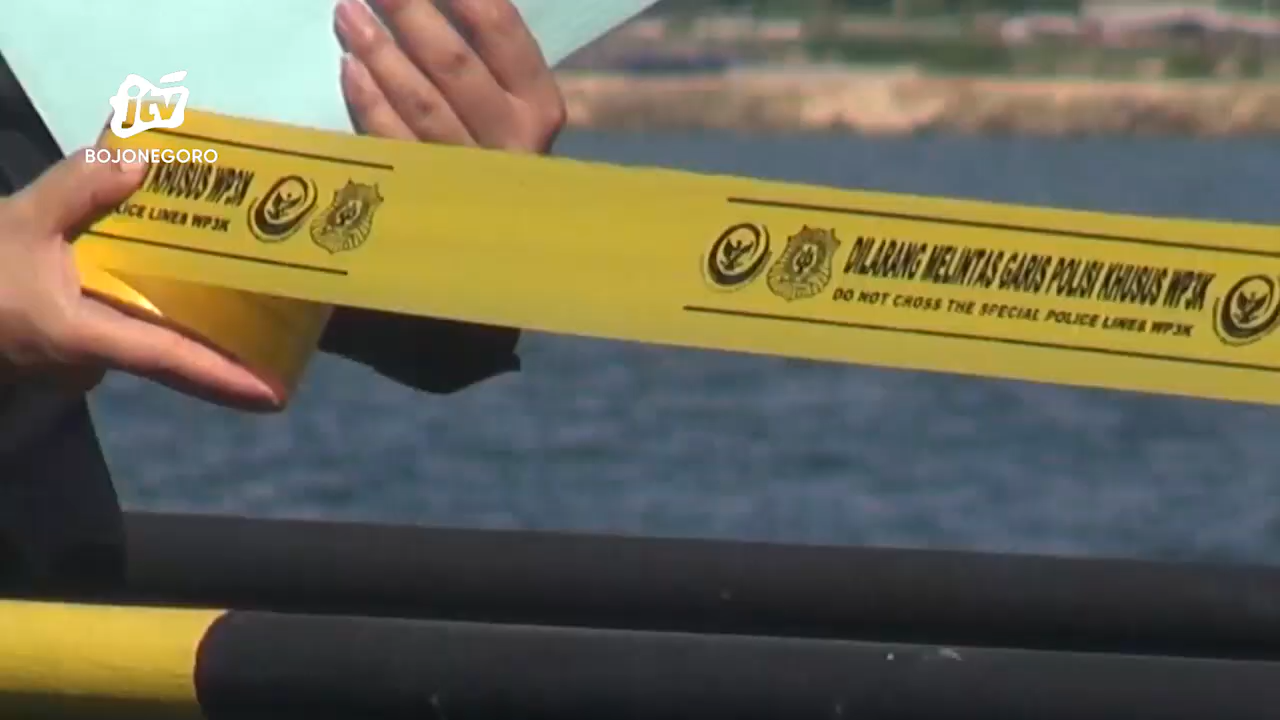 jtv
BOJONEGORO
KHUSUS WP3K
LICE LINES WP3K
DILARANG MELINTAS GARIS POLISI KHUSUS WP3K
DO NOT CROSS THE SPECIAL POLICE LINES WP3K